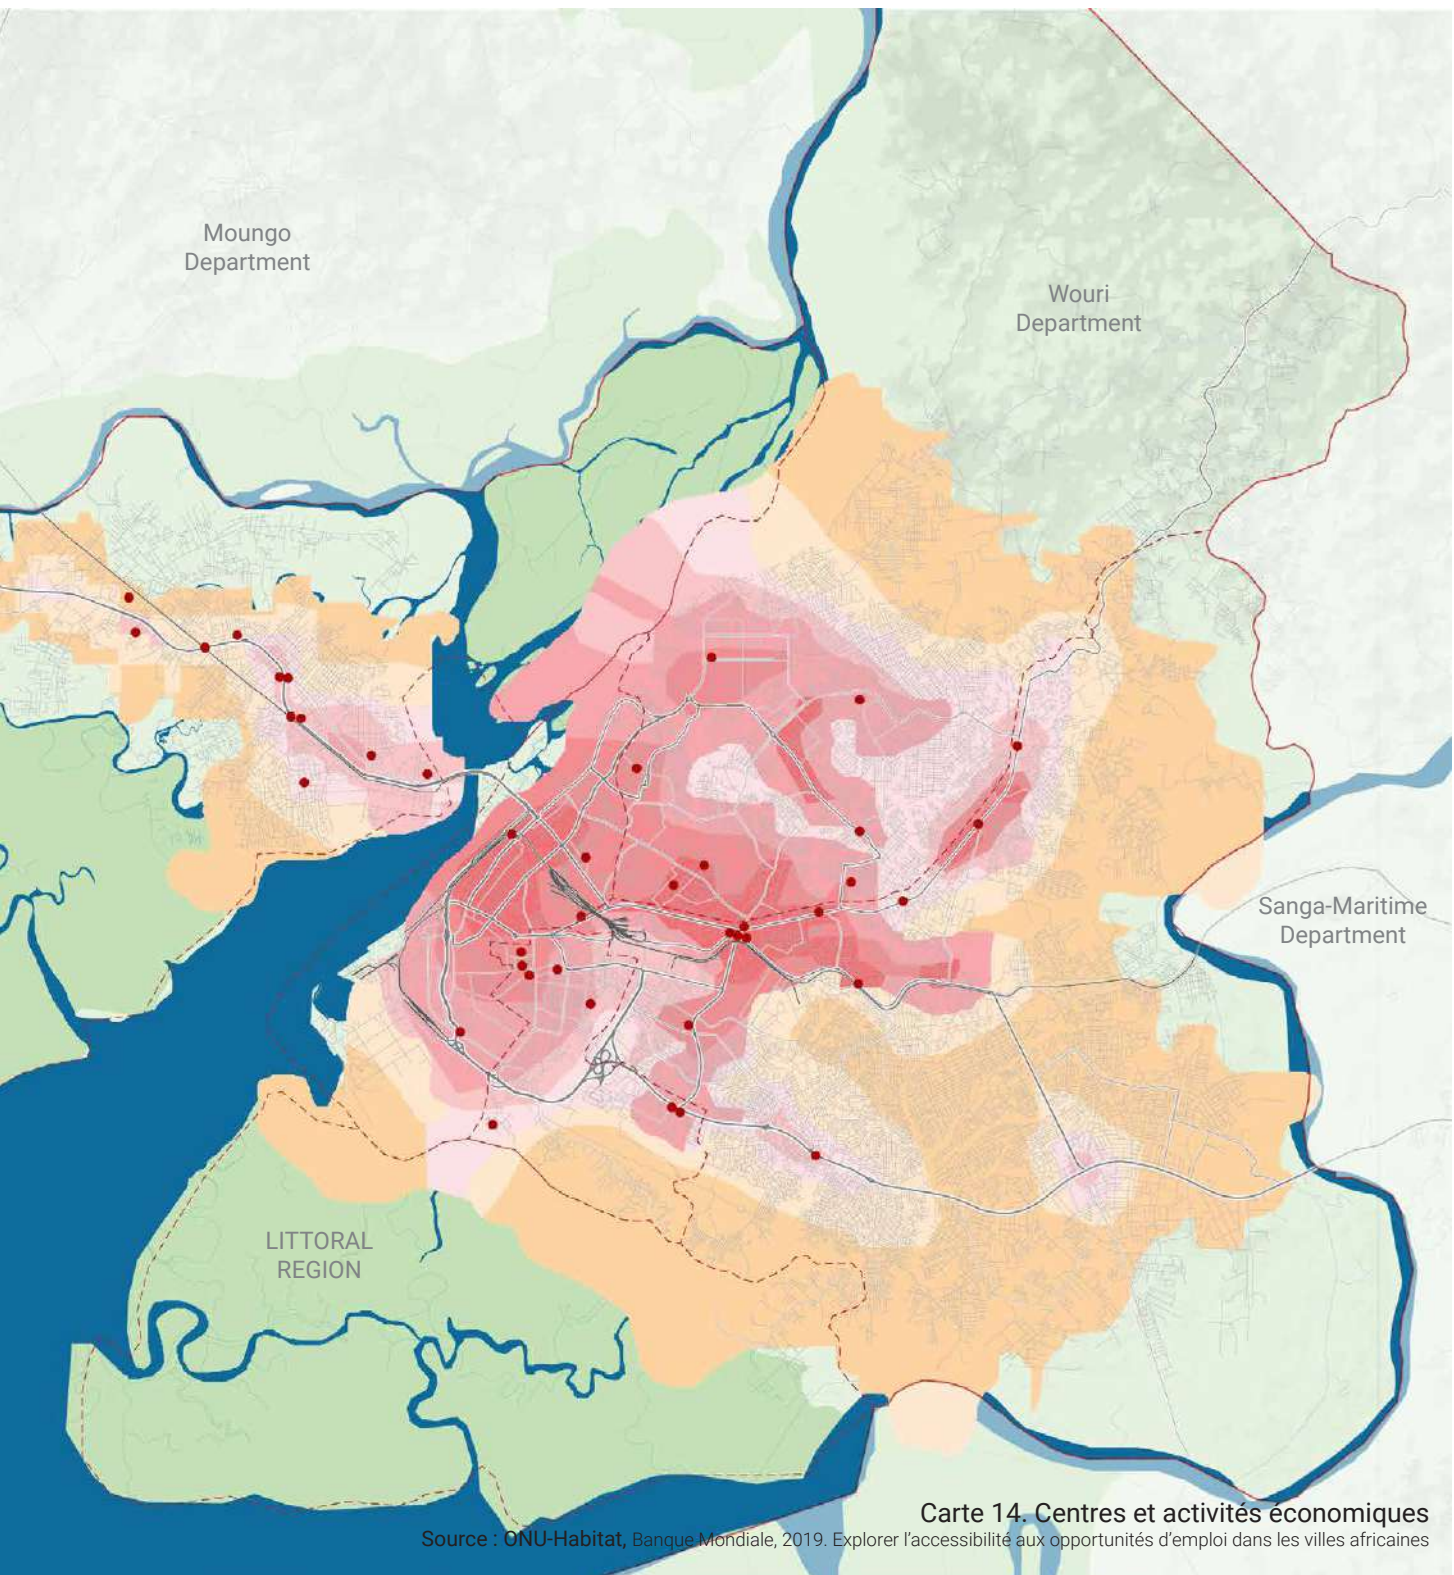 Moungo
Department
Wouri
Department
Sanga-Maritime
Department
LITTORAL
REGION
Carte 14. Centres et activités économiques
Source : ONU-Habitat, Banque Mondiale, 2019. Explorer l'accessibilité aux opportunités d'emploi dans les villes africaines